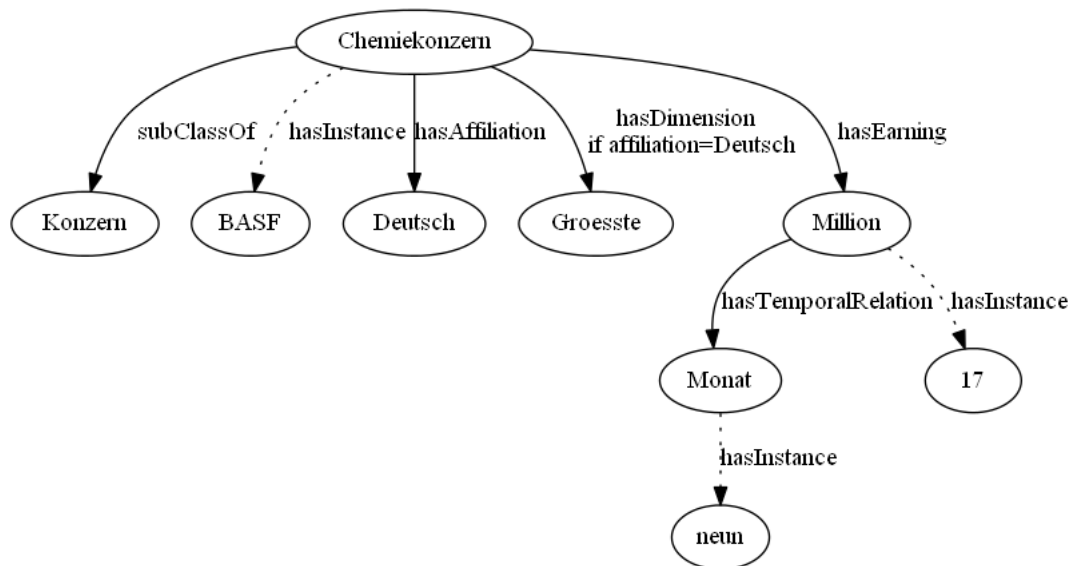 Chemiekonzern
subClassOf
hasInstance
hasAffiliation
hasDimension
if affiliation=Deutsch
hasEarning
Konzern
BASF
Deutsch
Groesste
Million
hasTemporalRelation
hasInstance
Monat
17
hasInstance
neun